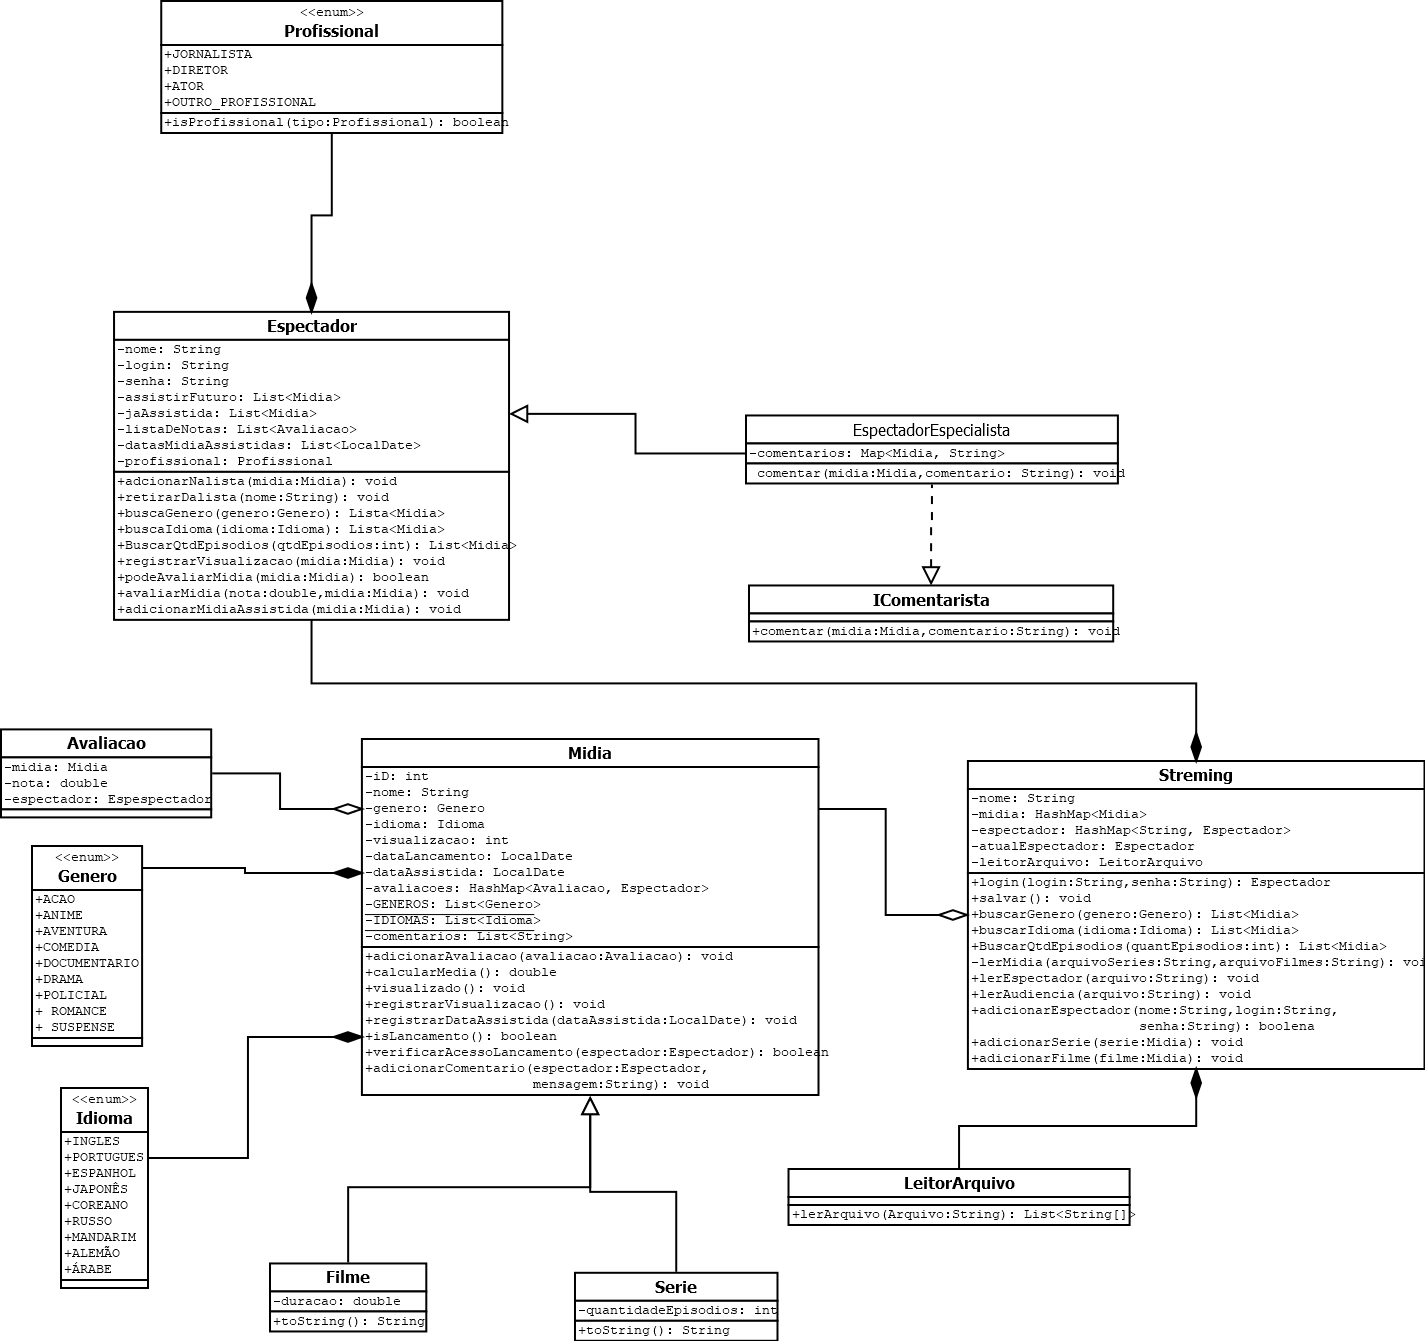 <<enum>>
Profissional
+JORNALISTA
+DIRETOR
+ATOR
+OUTRO_PROFISSIONAL
+isProfissional(tipo:Profissional): boolean
Espectador
-nome: String
-login: String
-senha: String
-assistirFuturo: List<Midia>
-jaAssistida: List<Midia>
-listaDeNotas: List<Avaliacao>
-datasMidiaAssistidas: List<LocalDate>
-profissional: Profissional
+adcionarNalista(midia:Midia): void
+retirarDalista(nome:String): void
+buscaGenero(genero:Genero): Lista<Midia>
+buscaIdioma(idioma:Idioma): Lista<Midia>
+BuscarQtdEpisodios(qtdEpisodios:int): List<Midia>
+registrarVisualizacao(midia:Midia): void
+podeAvaliarMidia(midia:Midia): boolean
+avaliarMidia(nota:double,midia:Midia): void
+adicionarMidiaAssistida(midia:Midia): void
EspectadorEspecialista
-comentarios: Map<Midia, String>
comentar(midia:Midia,comentario: String): void
IComentarista
+comentar(midia:Midia,comentario:String): void
Avaliacao
-midia: Midia
-nota: double
-espectador: Espespectador
<<enum>>
Genero
+ACAO
+ANIME
+AVENTURA
+COMEDIA
+DOCUMENTARIO
+DRAMA
+POLICIAL
+ ROMANCE
+ SUSPENSE
<<enum>>
Idioma
+INGLES
+PORTUGUES
+ESPANHOL
+JAPONÊS
+COREANO
+RUSSO
+MANDARIM
+ALEMÃO
+ÁRABE
Midia
-iD: int
-nome: String
-genero: Genero
-idioma: Idioma
-visualizacao: int
-dataLancamento: LocalDate
-dataAssistida: LocalDate
-avaliacoes: HashMap<Avaliacao, Espectador>
-GENEROS: List<Genero>
-IDIOMAS: List<Idioma>
-comentarios: List<String>
+adicionarAvaliacao(avaliacao:Avaliacao): void
+calcularMedia(): double
+visualizado(): void
+registrarVisualizacao(): void
+registrarDataAssistida(dataAssistida:LocalDate): void
+isLancamento(): boolean
+verificarAcessoLancamento(espectador:Espectador): boolean
+adicionarComentario(espectador:Espectador,
mensagem:String): void
Streming
-nome: String
-midia: HashMap<Midia>
-espectador: HashMap<String, Espectador>
-atualEspectador: Espectador
-leitorArquivo: LeitorArquivo
+login(login:String,senha:String): Espectador
+salvar(): void
+buscarGenero(genero:Genero): List<Midia>
+buscarIdioma(idioma:Idioma): List<Midia>
+BuscarQtdEpisodios(quantEpisodios:int): List<Midia>
-lerMidia(arquivoSeries:String,arquivoFilmes:String): voi
+lerEspectador(arquivo:String): void
+lerAudiencia(arquivo:String): void
+adicionarEspectador(nome:String,login:String,
senha:String): boolena
+adicionarSerie(serie:Midia): void
+adicionarFilme(filme:Midia): void
LeitorArquivo
+lerArquivo(Arquivo:String): List<String[]>
Filme
-duracao: double
+toString(): String
Serie
-quantidadeEpisodios: int
+toString(): String